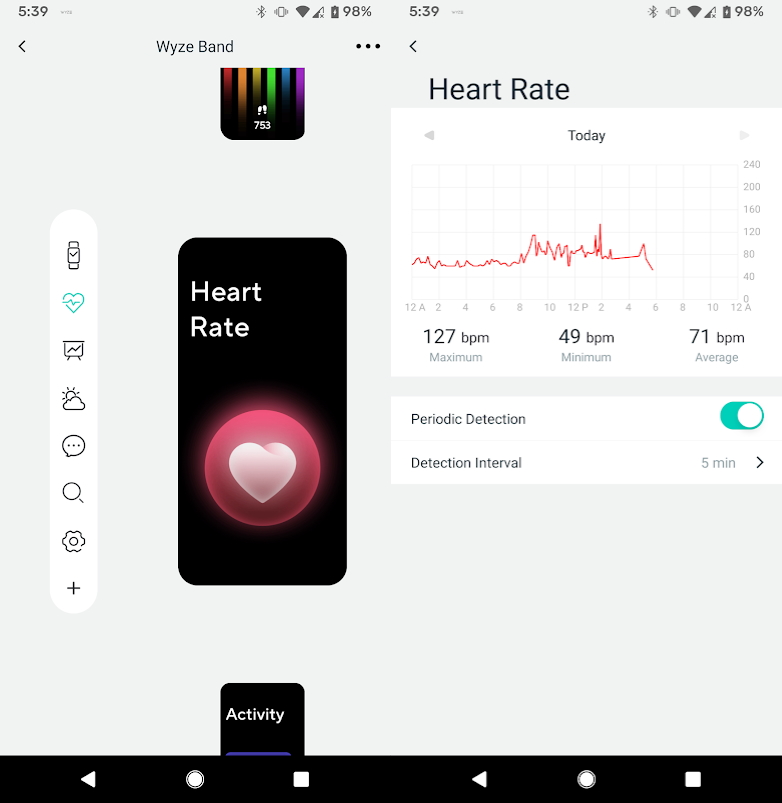 5:39
98%
Wyze Band
753
Heart
Rate
Activity
5:39
98%
Heart Rate
Today
240
200
160
120
80
40
0
12 A 2 4 6 8 10 12 P 2 4 6 8 10 12 A
127 bpm 49 bpm 71 bpm
Maximum Minimum Average
Periodic Detection
Detection Interval 5 min